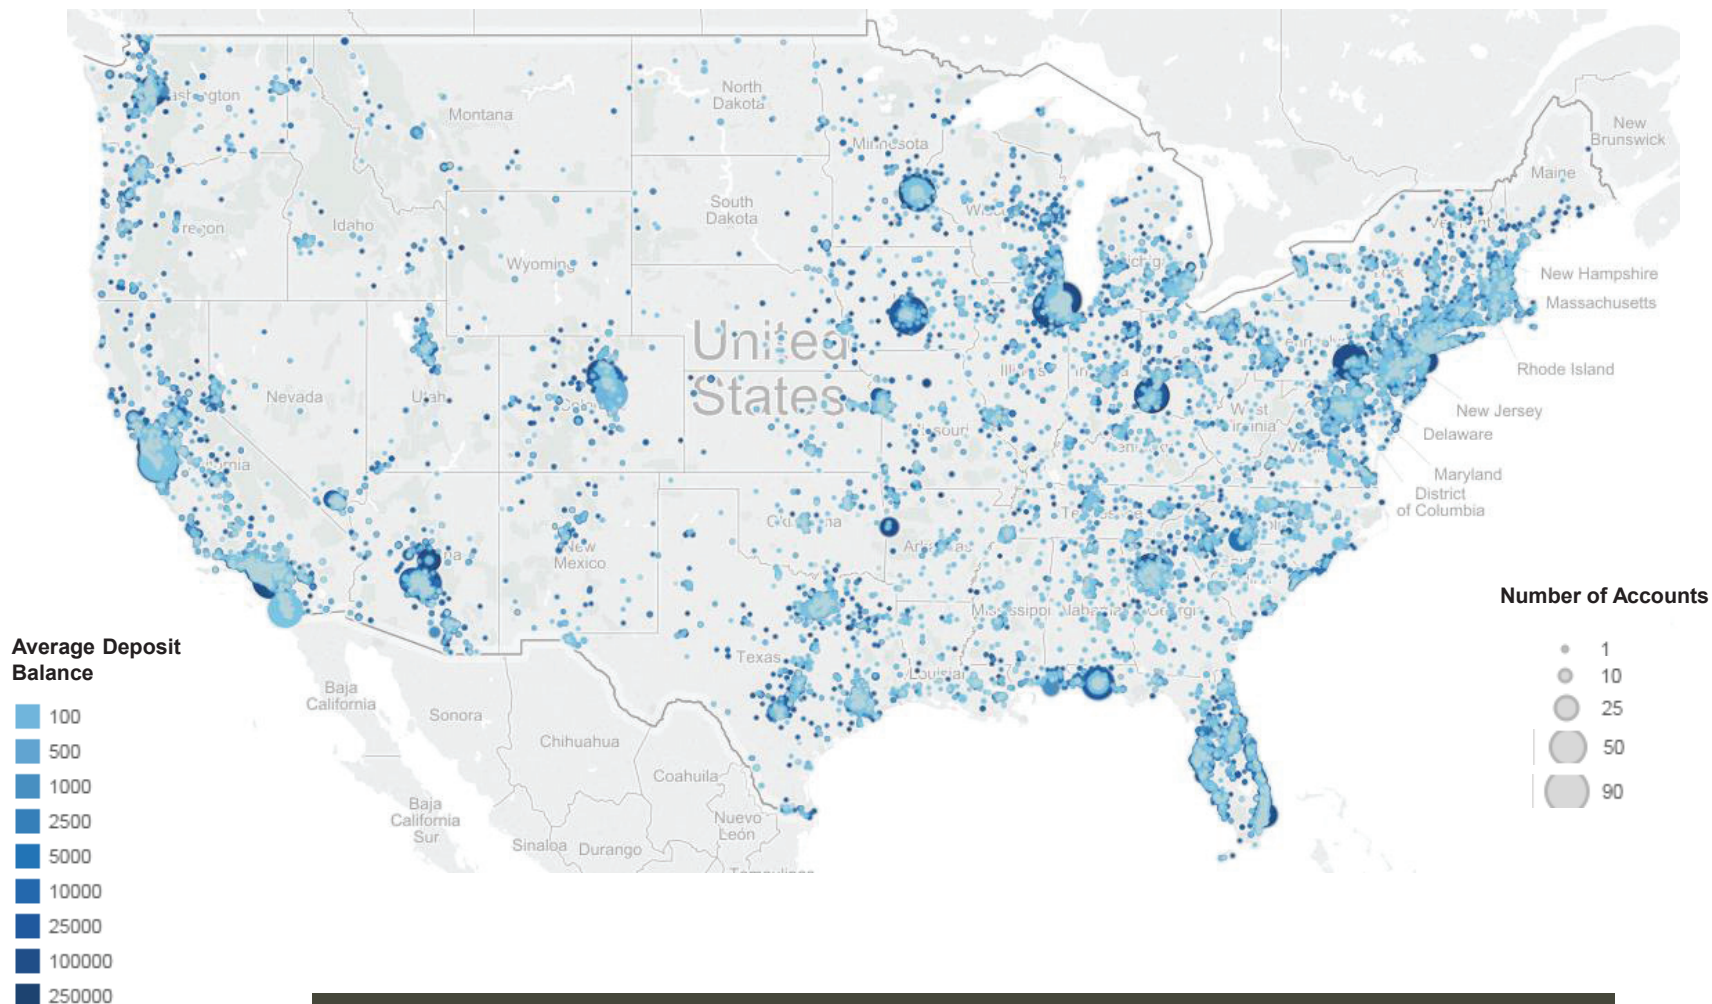 North
Dakota
Montana
Minnesota
New
Brunswick
Maine
South
Dakota
Idaho
Wyoming
New Hampshire
Massachusetts
United
States
Rhode Island
Nevada
Utah
West
New Jersey
Delaware
Maryland
District
of Columbia
New
Mexico
Mississippi
Texas
Number of Accounts
1
10
25
50
90
Average Deposit
Balance
100
500
1000
2500
5000
10000
25000
100000
250000
Baja
California
Sonora
Chihuahua
Coahuila
Baja
California
Sur
Nuevo
León
Sinaloa
Durango